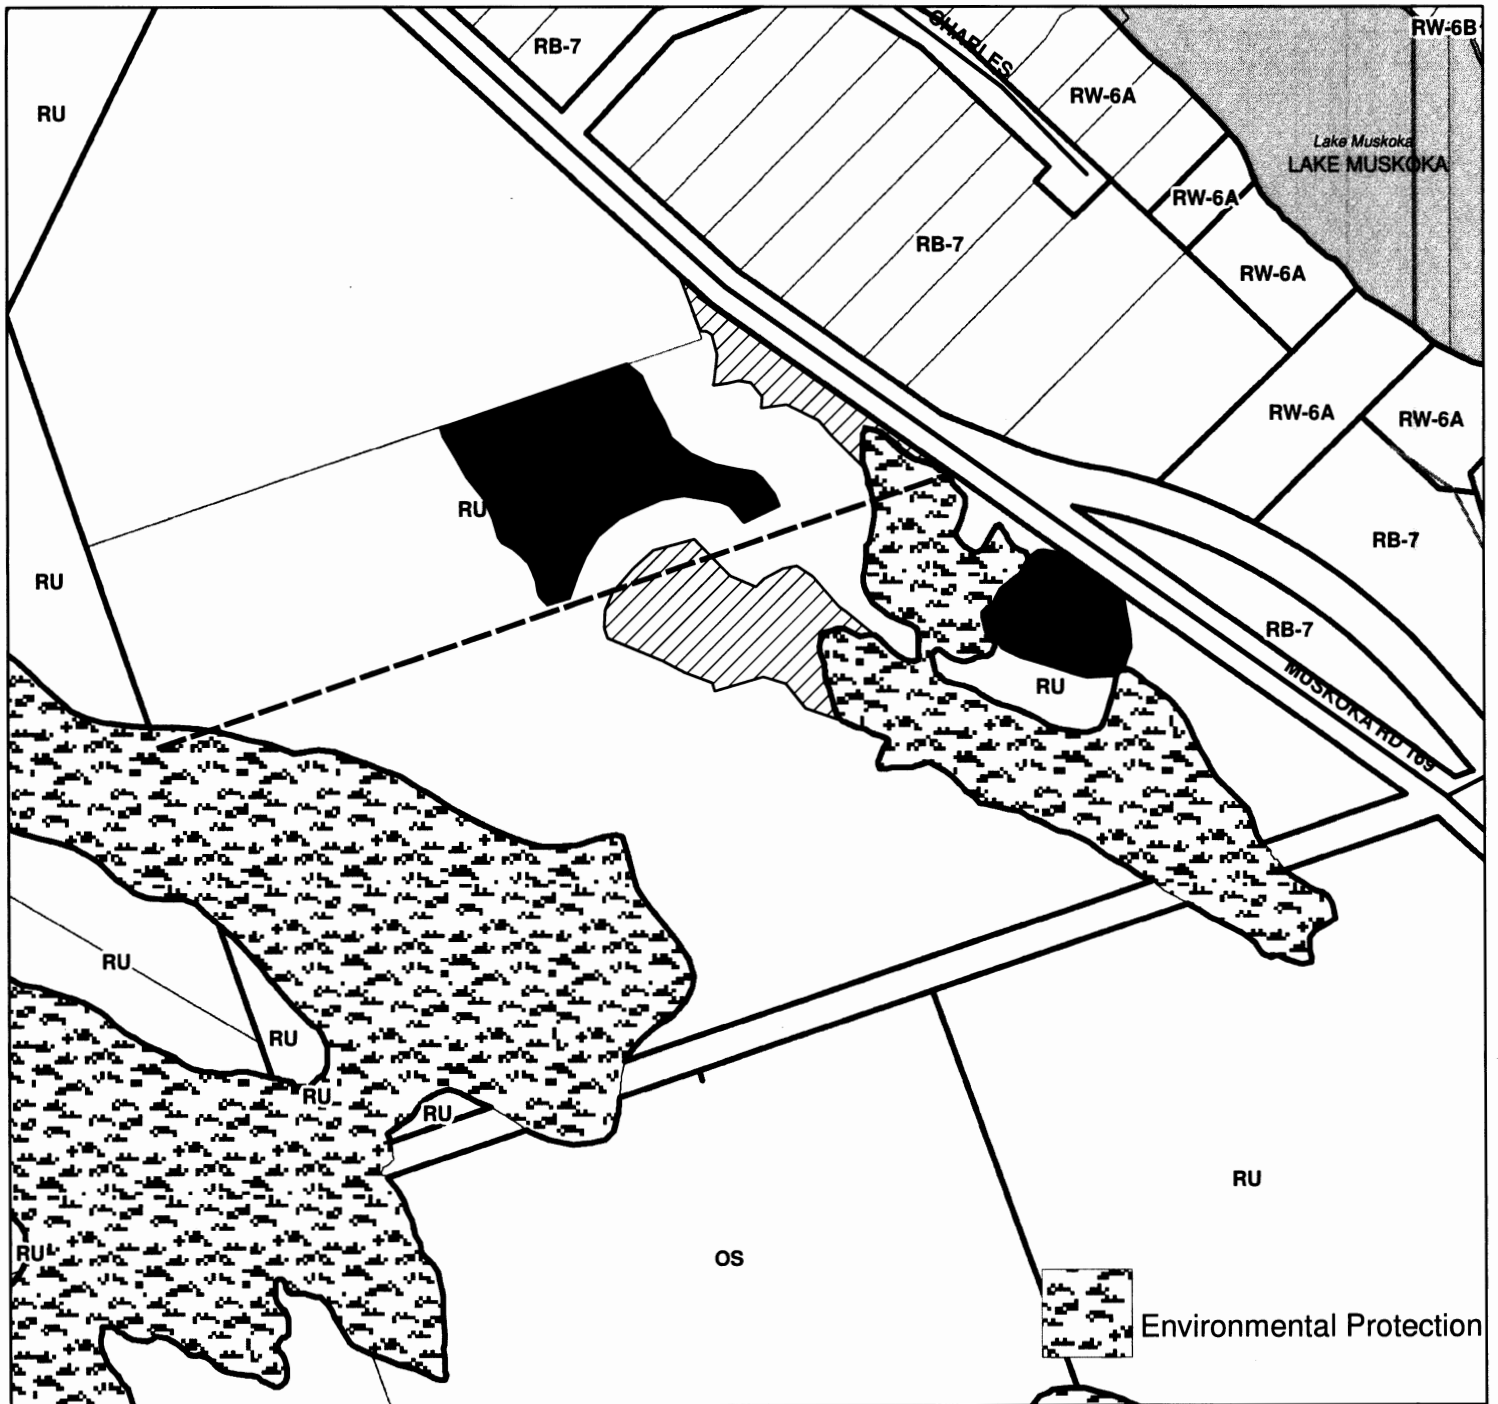 RW-6B
RB-7
CHARLES
RW-6A
RU
Lake Muskoka
LAKE MUSKOKA
RW-6A
RB-7
RW-6A
RW-6A
RW-6A
RU
RB-7
RU
RB-7
RU
MUSKOKA RD 169
RU
RU
RU
RU
RU
RU
OS
Environmental Protection